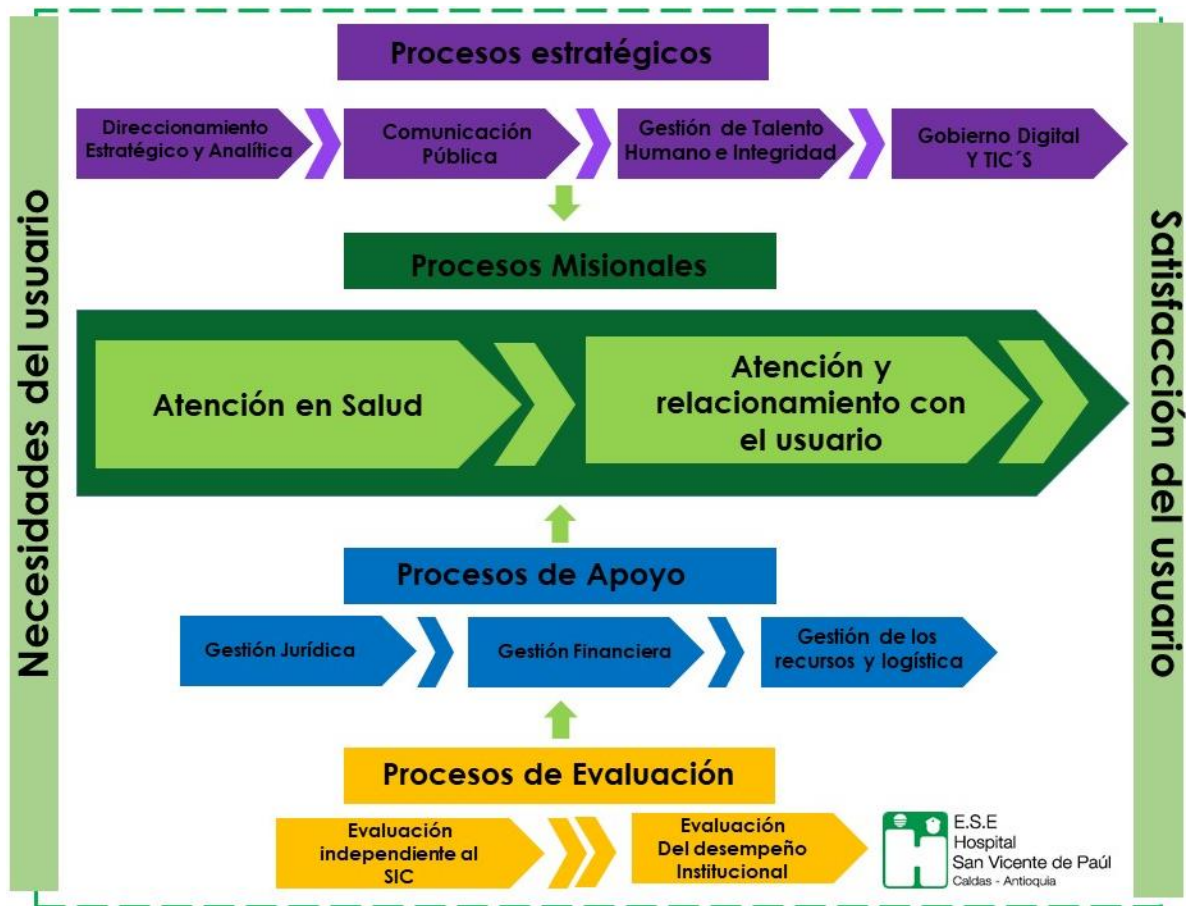 Necesidades del usuario
Procesos estratégicos
Direccionamiento
Estratégico y Analítica
Comunicación
Pública
Gestión de Talento
Humano e Integridad
Gobierno Digital
Y TIC´S
Procesos Misionales
Atención en Salud
Atención y
relacionamiento con
el usuario
Procesos de Apoyo
Gestión Jurídica
Gestión Financiera
Gestión de los
recursos y logística
Procesos de Evaluación
Evaluación
independiente al
SIC
Evaluación
Del desempeño
Institucional
E.S.E
Hospital
San Vicente de Paúl
Caldas - Antioquia
Satisfacción del usuario